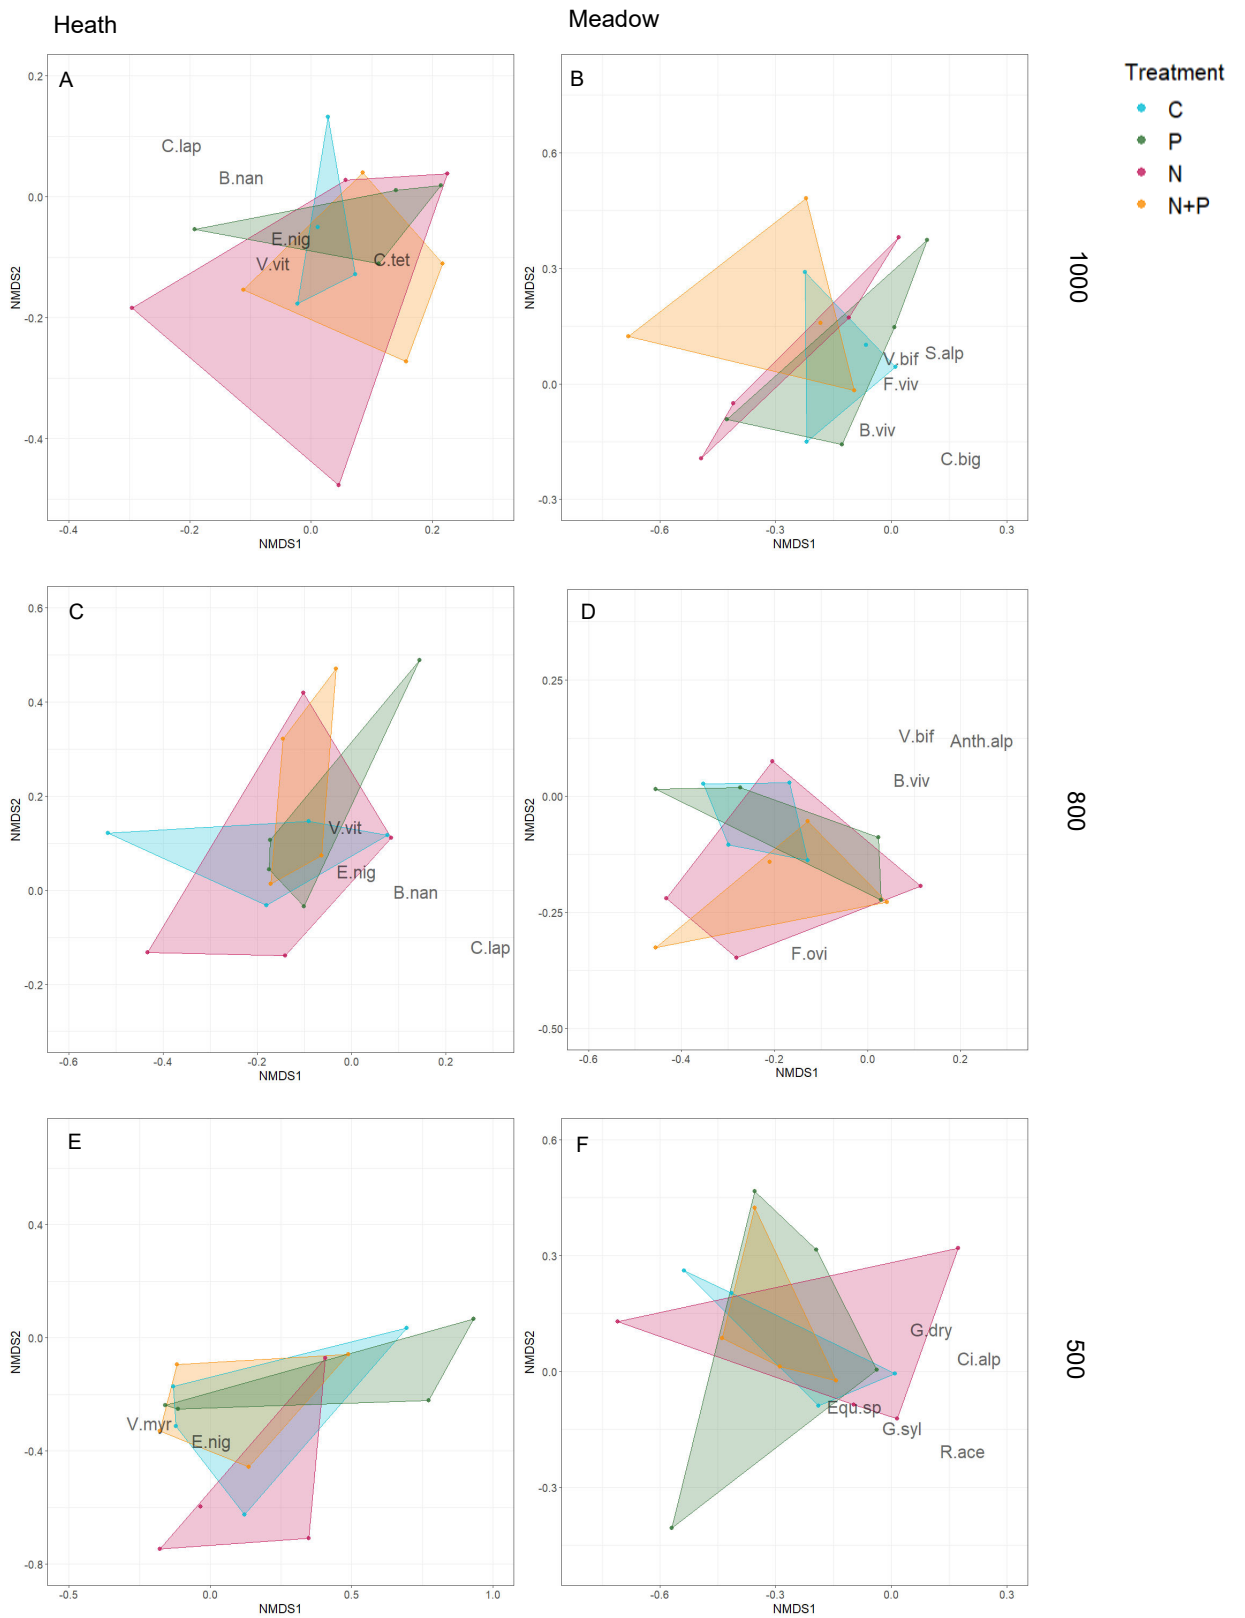 Heath
Meadow
Treatment
C
P
N
N+P
A
0.2
0.0
-0.2
-0.4
NMDS2
C.lap
B.nan
E.nig
V.vit
C.tet
-0.4
-0.2
0.0
0.2
NMDS1
B
0.6
0.3
0.0
-0.3
NMDS2
V.bif
S.alp
F.viv
B.viv
C.big
-0.6
-0.3
0.0
0.3
NMDS1
1000
C
0.6
0.4
0.2
0.0
-0.2
NMDS2
V.vit
E.nig
B.nan
C.lap
-0.6
-0.4
-0.2
0.0
0.2
NMDS1
D
0.25
0.00
-0.25
-0.50
NMDS2
V.bif
Anth.alp
B.viv
F.ovi
-0.6
-0.4
-0.2
0.0
0.2
NMDS1
800
E
0.4
0.0
-0.4
-0.8
NMDS2
V.myr
E.nig
-0.5
0.0
0.5
1.0
NMDS1
F
0.6
0.3
0.0
-0.3
NMDS2
G.dry
Ci.alp
Equ.sp
G.syl
R.ace
-0.6
-0.3
0.0
0.3
NMDS1
500